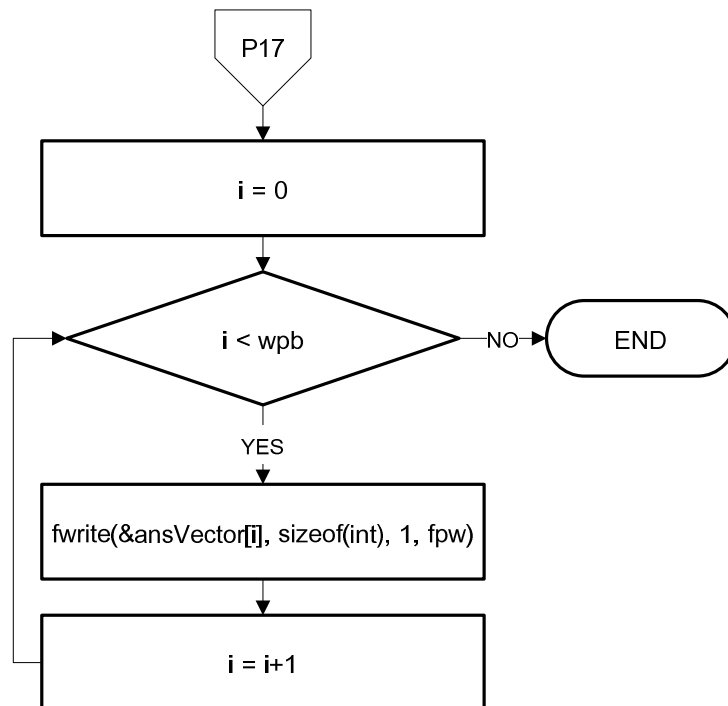 P17
i = 0
i < wpb
NO
END
YES
fwrite(&ansVector[i], sizeof(int), 1, fpw)
i = i+1